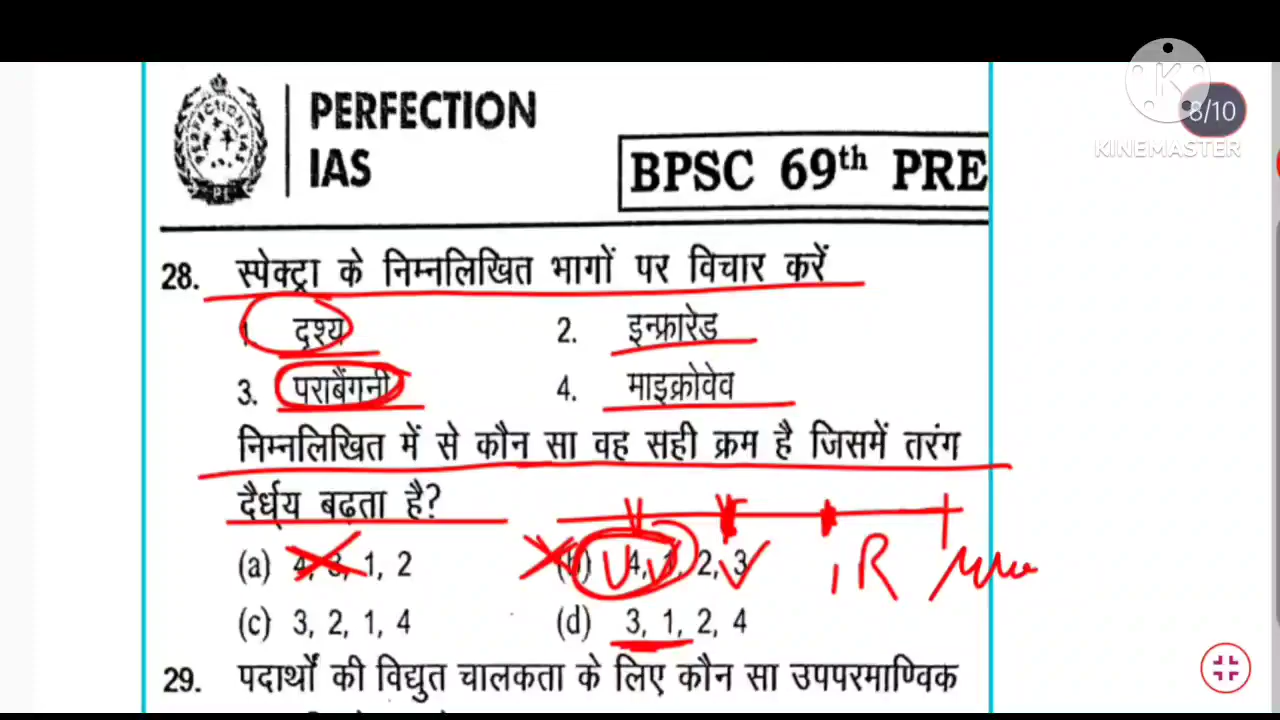 8/10
KINEMASTER
PERFECTION
IAS
BPSC 69th PRE
28. स्पेक्ट्रा के निम्नलिखित भागों पर विचार करें
1. दृश्य 2. इन्फ्रारेड
3. पराबैंगनी 4. माइक्रोवेव
निम्नलिखित में से कौन सा वह सही क्रम है जिसमें तरंग
दैर्ध्य बढ़ता है?
(a) 4, 3, 1, 2 (b) 4, 1, 2, 3
UV V IR
(c) 3, 2, 1, 4 (d) 3, 1, 2, 4
29. पदार्थों की विद्युत चालकता के लिए कौन सा उपपरमाण्विक